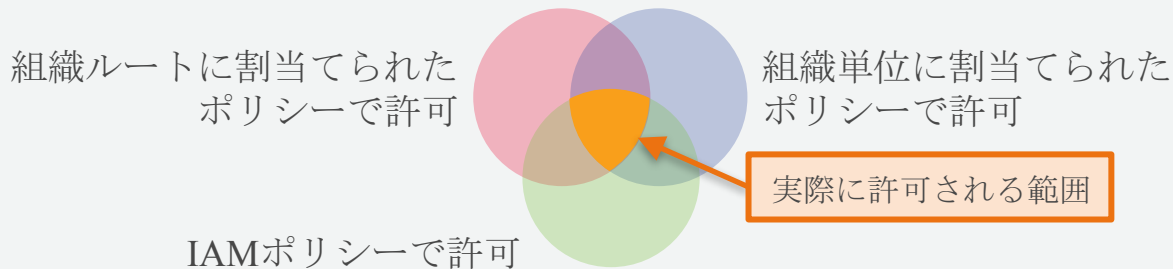 組織ルートに割当てられた
ポリシーで許可
組織単位に割当てられた
ポリシーで許可
実際に許可される範囲
IAMポリシーで許可